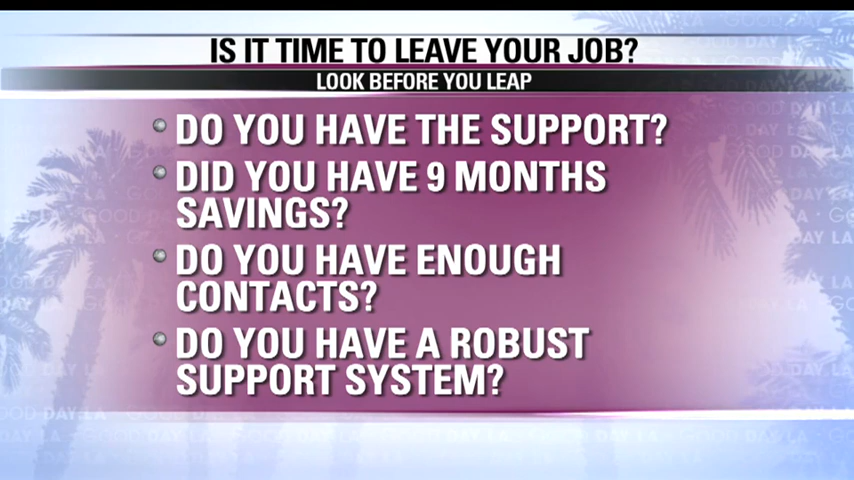 IS IT TIME TO LEAVE YOUR JOB?
LOOK BEFORE YOU LEAP
DO YOU HAVE THE SUPPORT?
DID YOU HAVE 9 MONTHS
SAVINGS?
DO YOU HAVE ENOUGH
CONTACTS?
DO YOU HAVE A ROBUST
SUPPORT SYSTEM?